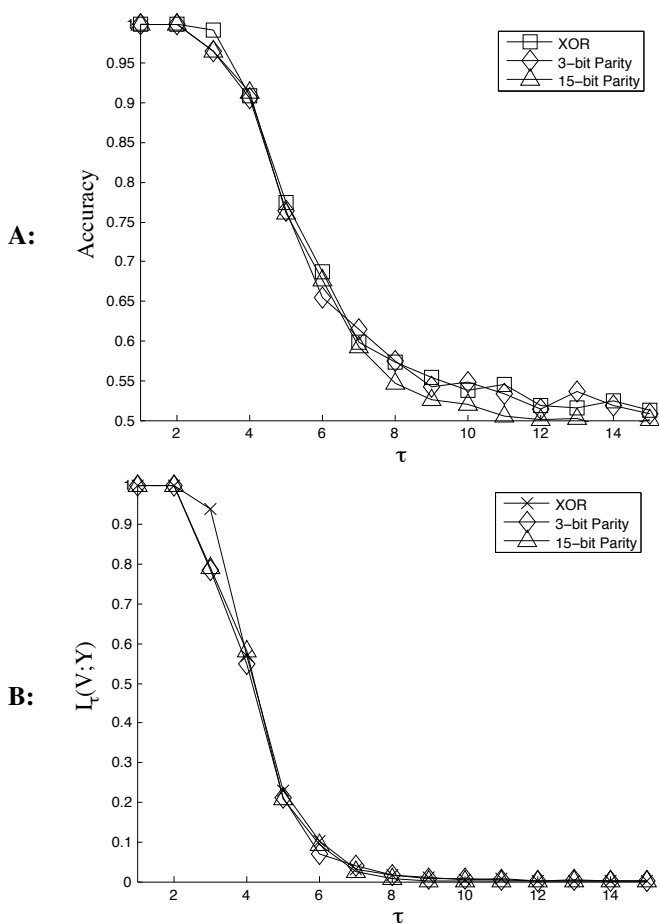 A:
Accuracy
1
0.95
0.9
0.85
0.8
0.75
0.7
0.65
0.6
0.55
0.5
2 4 6 8 10 12 14
τ
XOR
3-bit Parity
15-bit Parity
B:
I_τ(V;Y)
1
0.9
0.8
0.7
0.6
0.5
0.4
0.3
0.2
0.1
0
2 4 6 8 10 12 14
τ
XOR
3-bit Parity
15-bit Parity